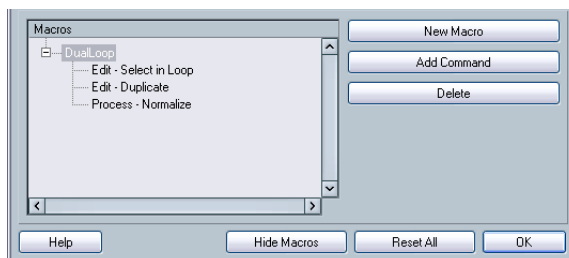 Macros
DualLoop
Edit - Select in Loop
Edit - Duplicate
Process - Normalize
New Macro
Add Command
Delete
Help
Hide Macros
Reset All
OK